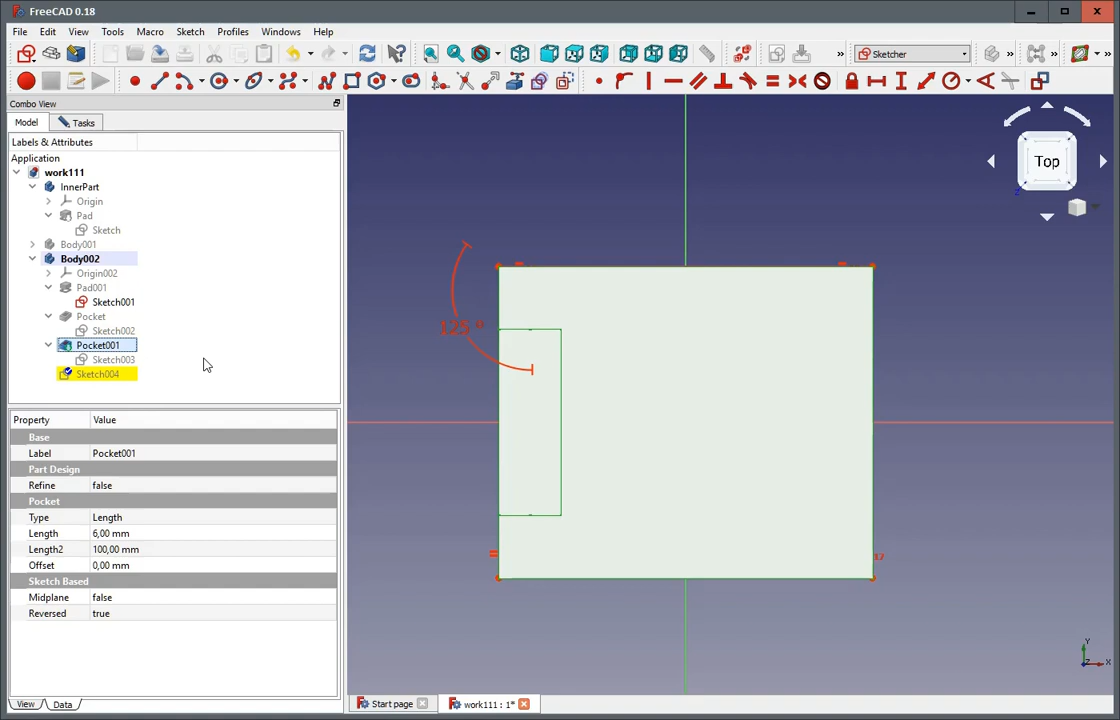 FreeCAD 0.18
File Edit View Tools Macro Sketch Profiles Windows Help
» Sketcher » »
Combo View
Model Tasks
Labels & Attributes
Application
work111
InnerPart
Origin
Pad
Sketch
Body001
Body002
Origin002
Pad001
Sketch001
Pocket
Sketch002
Pocket001
Sketch003
Sketch004
Property Value
Base
Label Pocket001
Part Design
Refine false
Pocket
Type Length
Length 6,00 mm
Length2 100,00 mm
Offset 0,00 mm
Sketch Based
Midplane false
Reversed true
View Data
Top
Z
125 °
17
Y
Z X
Start page work111 : 1*